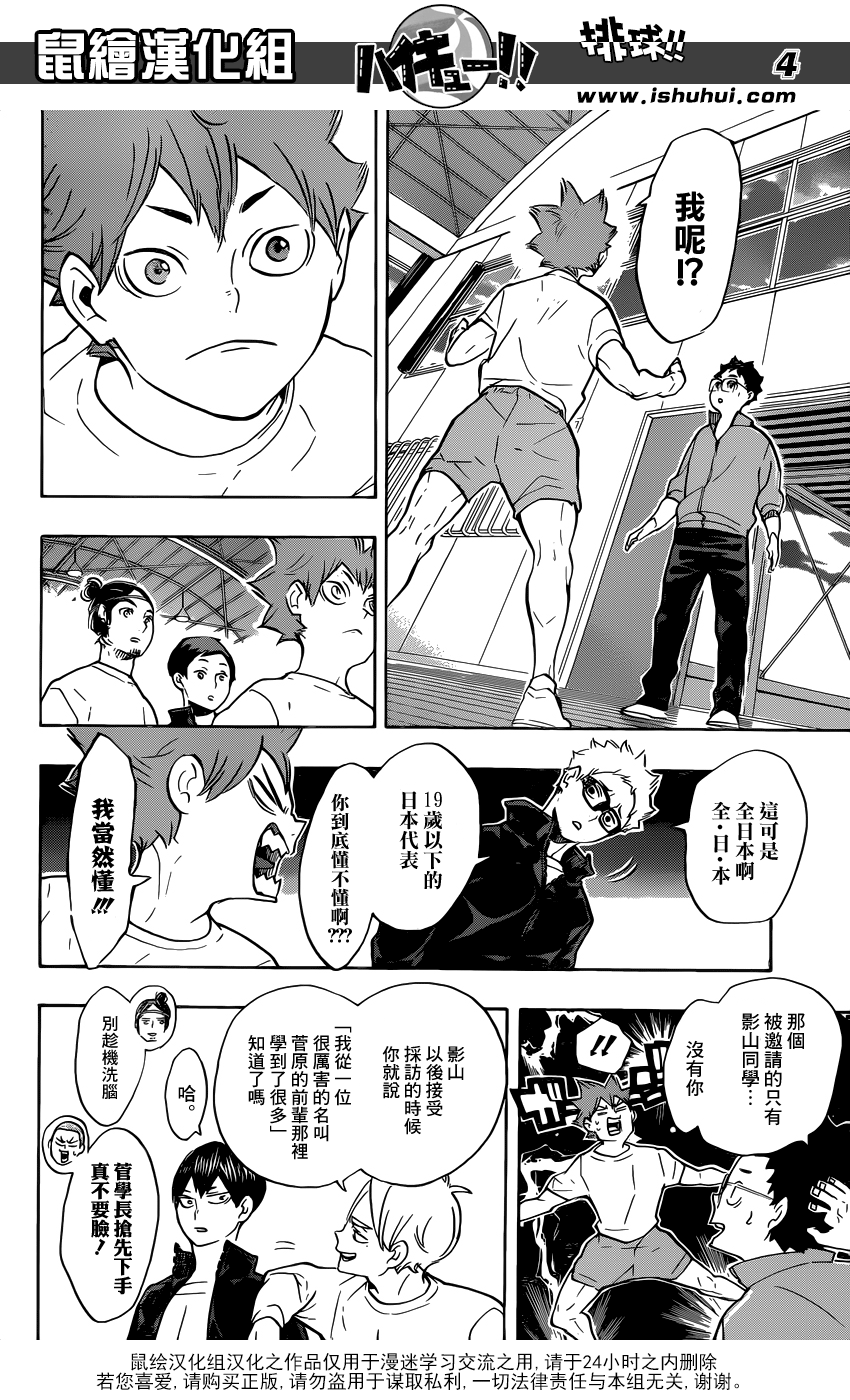 鼠繪漢化組
ハイキュー!!
排球!!
4
www.ishuhui.com
我呢!?
這可是
全日本啊
全・日・本
19歲以下的
日本代表
你到底懂不懂啊???
我當然懂!!!
那個
被邀請的只有
影山同學…
沒有你
!!
影山
以後接受
採訪的時候
你就說
「我從一位
很厲害的名叫
菅原的前輩那裡
學到了很多」
知道了嗎
哈。
別趁機洗腦
菅學長搶先下手
真不要臉!
鼠绘汉化组汉化之作品仅用于漫迷学习交流之用, 请于24小时之内删除
若您喜爱, 请购买正版, 请勿盗用于谋取私利, 一切法律责任与本组无关, 谢谢。